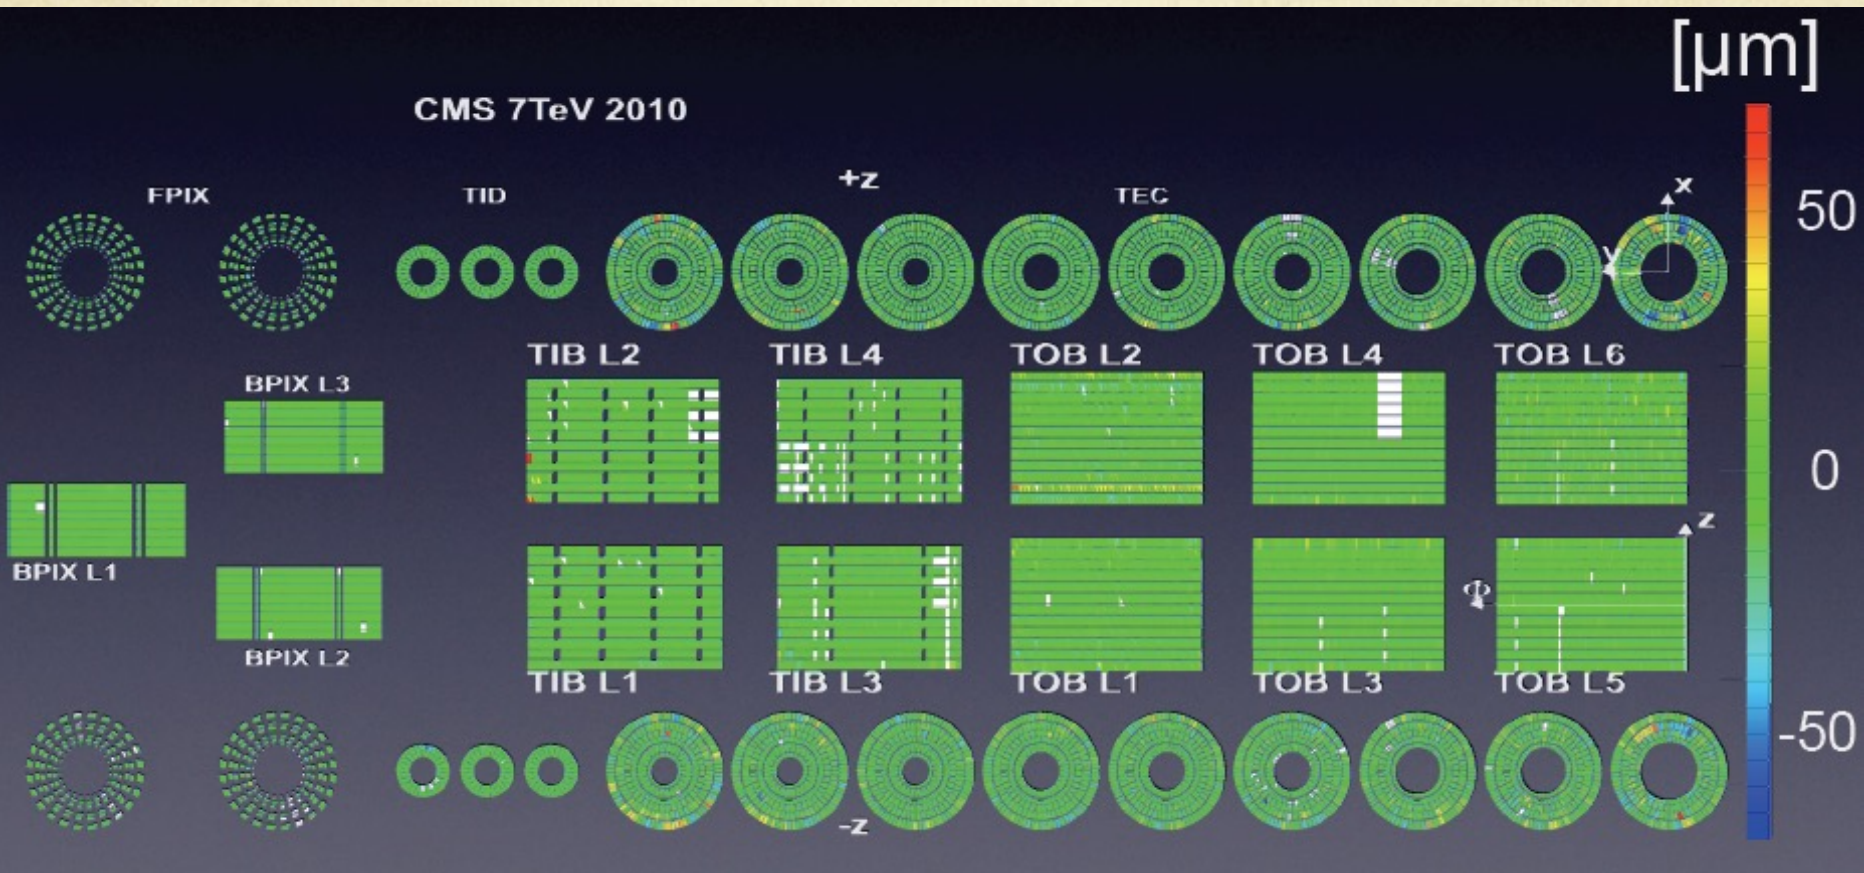 [μm]
CMS 7TeV 2010
+z
FPIX
TID
TEC
x
50
y
TIB L2
TIB L4
TOB L2
TOB L4
TOB L6
BPIX L3
0
z
BPIX L1
Φ
BPIX L2
TIB L1
TIB L3
TOB L1
TOB L3
TOB L5
-50
-z